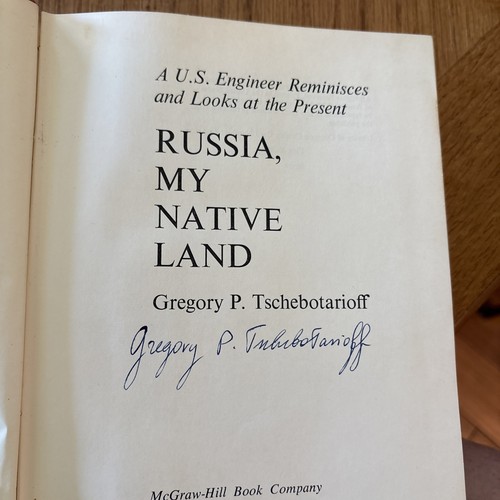 A U.S. Engineer Reminisces
and Looks at the Present
RUSSIA,
MY
NATIVE
LAND
Gregory P. Tschebotarioff
Gregory P. Tschebotarioff
McGraw-Hill Book Company